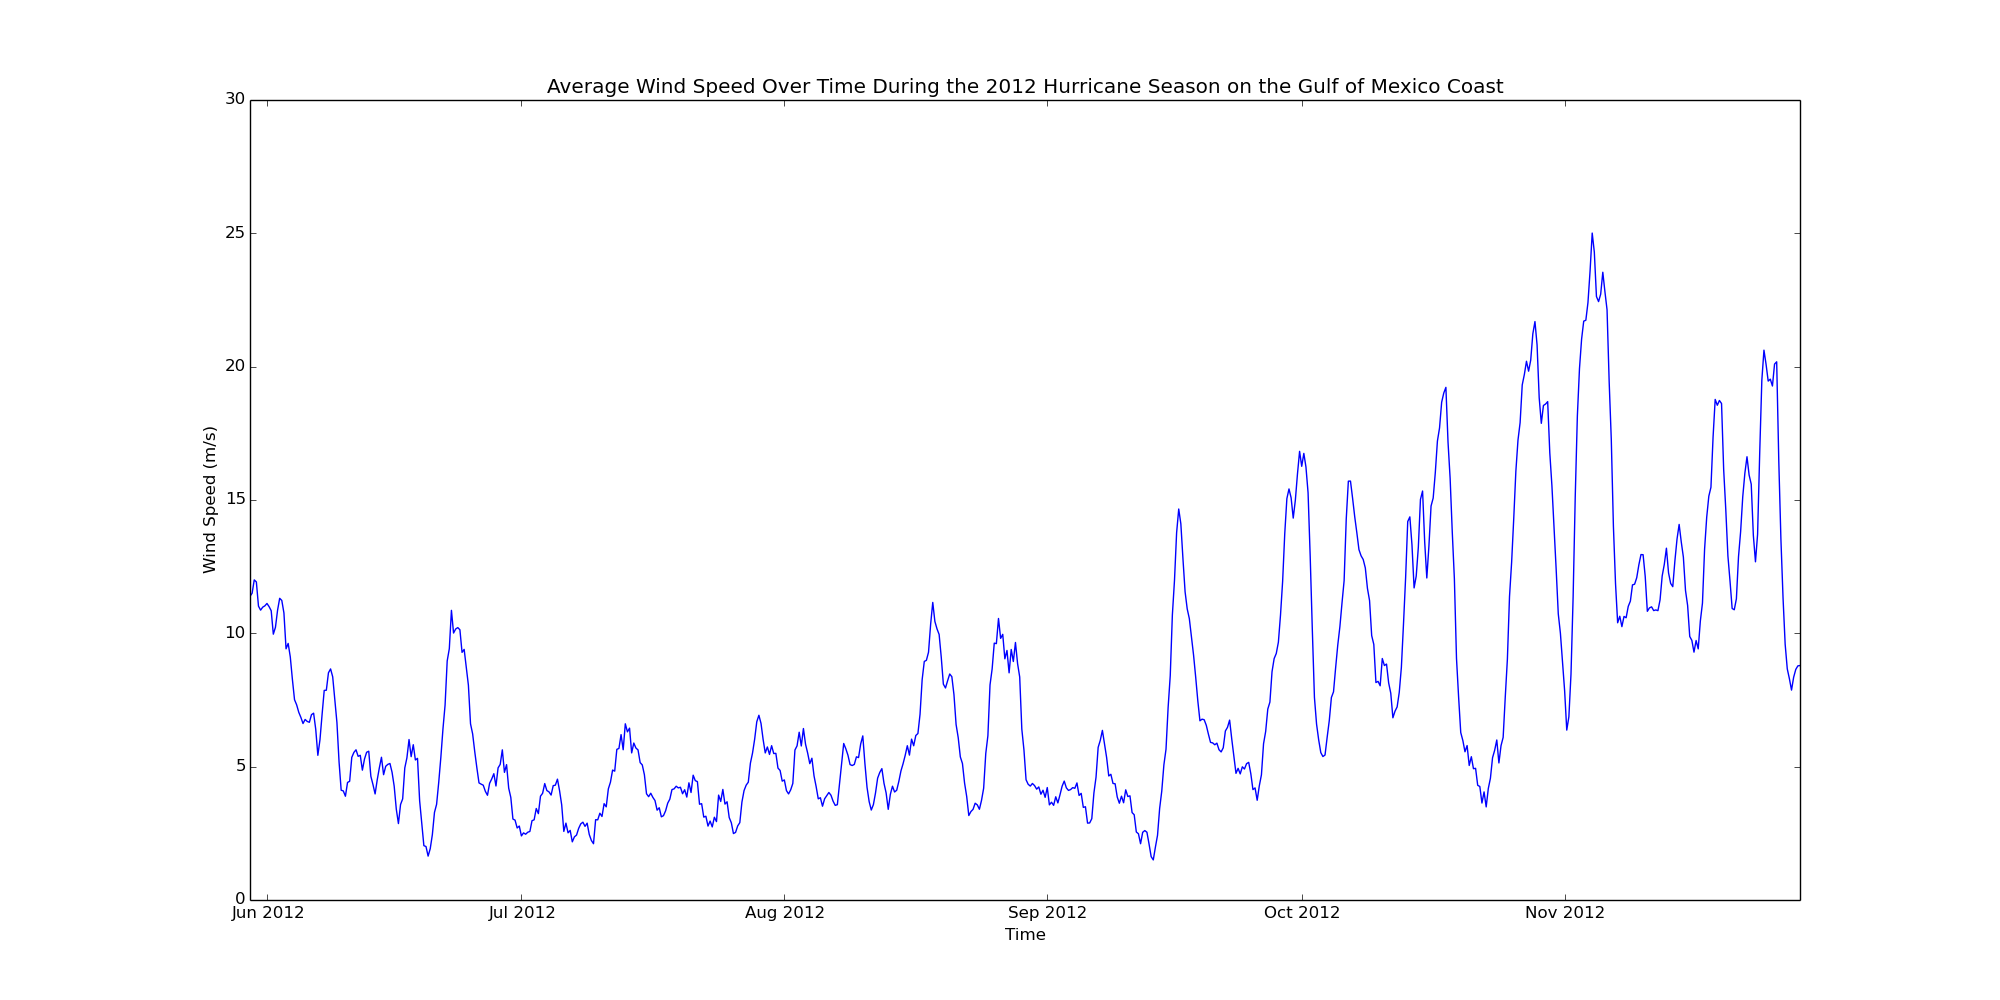 Average Wind Speed Over Time During the 2012 Hurricane Season on the Gulf of Mexico Coast
30
25
20
15
10
5
0
Wind Speed (m/s)
Jun 2012 Jul 2012 Aug 2012 Sep 2012 Oct 2012 Nov 2012
Time